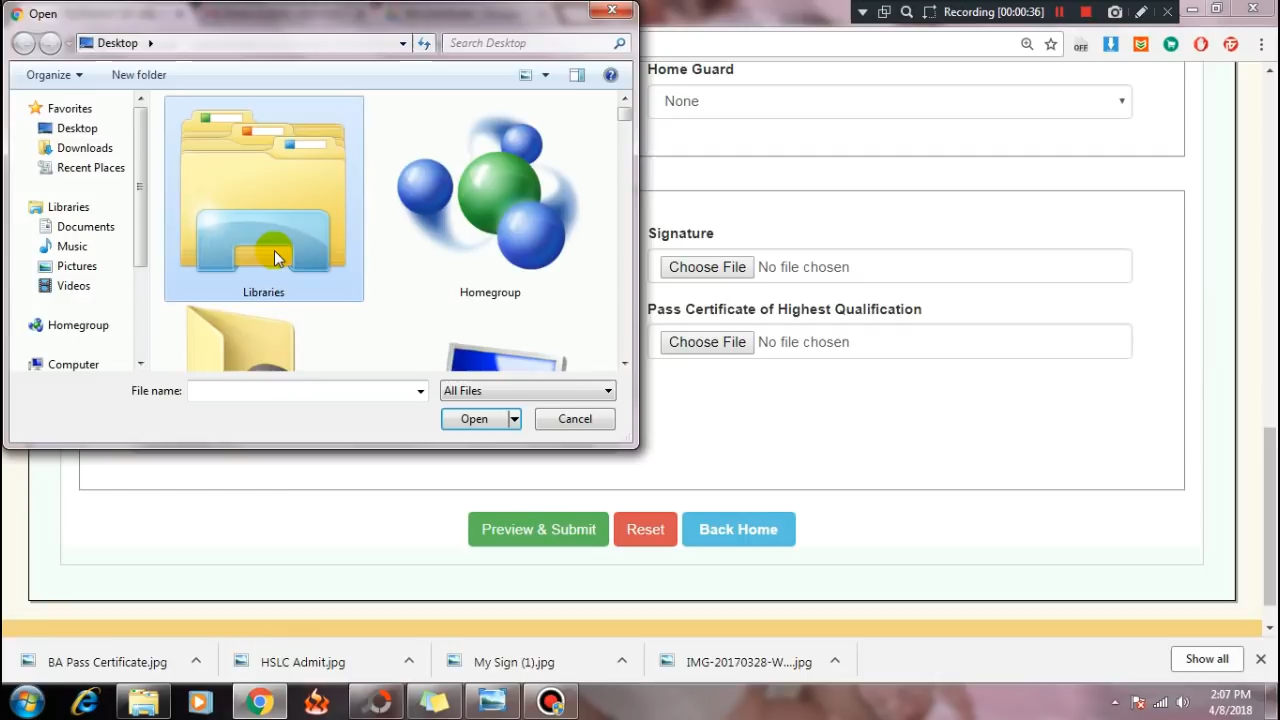 Open
Recording [00:00:36]
Desktop
Search Desktop
Organize
New folder
OFF
Favorites
Desktop
Downloads
Recent Places
Libraries
Documents
Music
Pictures
Videos
Homegroup
Computer
Libraries
Homegroup
File name:
All Files
Open
Cancel
Home Guard
None
Signature
Choose File No file chosen
Pass Certificate of Highest Qualification
Choose File No file chosen
Preview & Submit
Reset
Back Home
BA Pass Certificate.jpg
HSLC Admit.jpg
My Sign (1).jpg
IMG-20170328-W....jpg
Show all
2:07 PM
4/8/2018